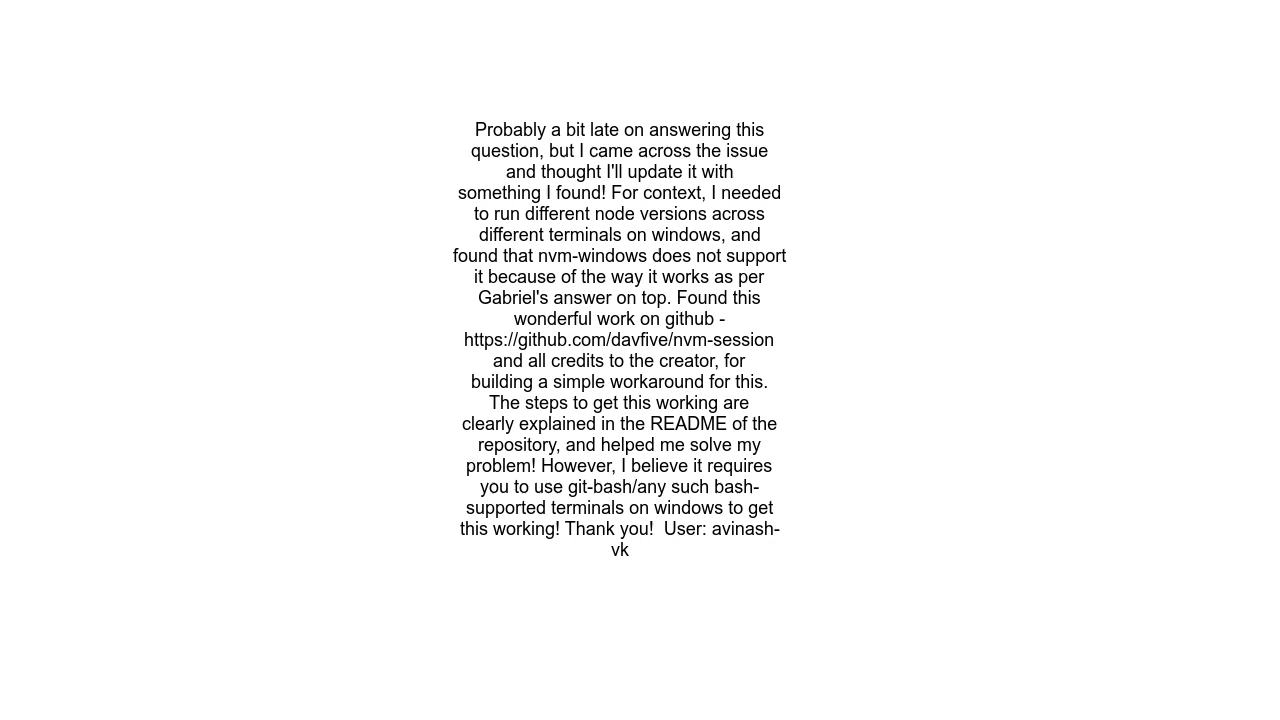 Probably a bit late on answering this
question, but I came across the issue
and thought I'll update it with
something I found! For context, I needed
to run different node versions across
different terminals on windows, and
found that nvm-windows does not support
it because of the way it works as per
Gabriel's answer on top. Found this
wonderful work on github -
https://github.com/davfive/nvm-session
and all credits to the creator, for
building a simple workaround for this.
The steps to get this working are
clearly explained in the README of the
repository, and helped me solve my
problem! However, I believe it requires
you to use git-bash/any such bash-
supported terminals on windows to get
this working! Thank you!  User: avinash-
vk